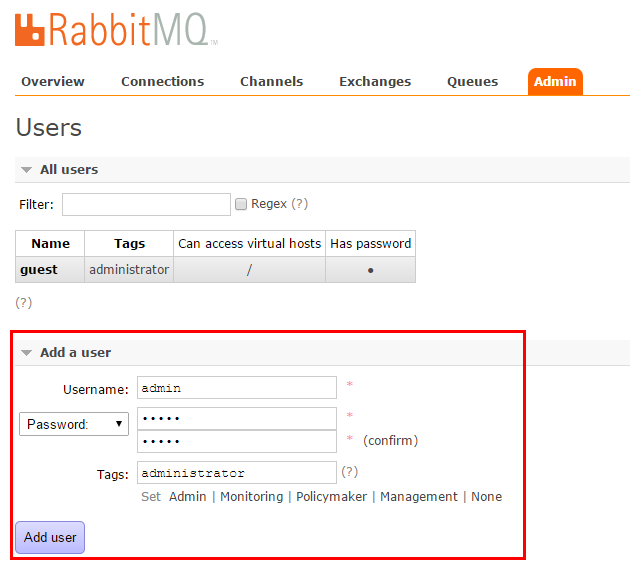 RabbitMQ™
Overview Connections Channels Exchanges Queues Admin
Users
All users
Filter: Regex (?)
Name Tags Can access virtual hosts Has password
guest administrator / •
(?)
Add a user
Username: admin *
Password: ••••• *
••••• * (confirm)
Tags: administrator (?)
Set Admin | Monitoring | Policymaker | Management | None
Add user